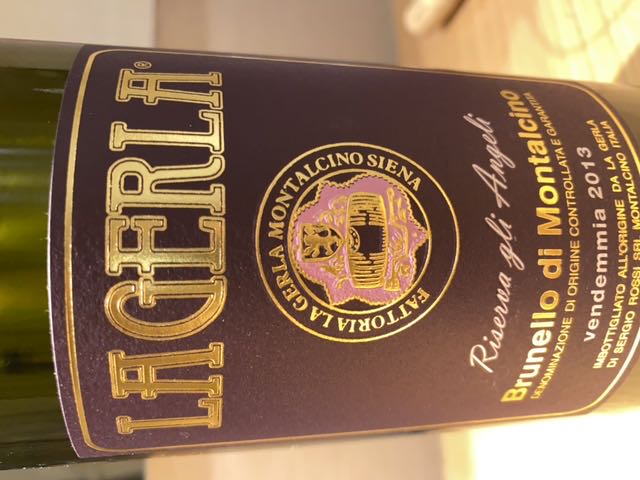 LA GERLA®
FATTORIA LA GERLA MONTALCINO SIENA
Riserva gli Angeli
Brunello di Montalcino
DENOMINAZIONE DI ORIGINE CONTROLLATA E GARANTITA
vendemmia 2013
IMBOTTIGLIATO ALL'ORIGINE DA LA GERLA
DI SERGIO ROSSI SRL MONTALCINO ITALIA